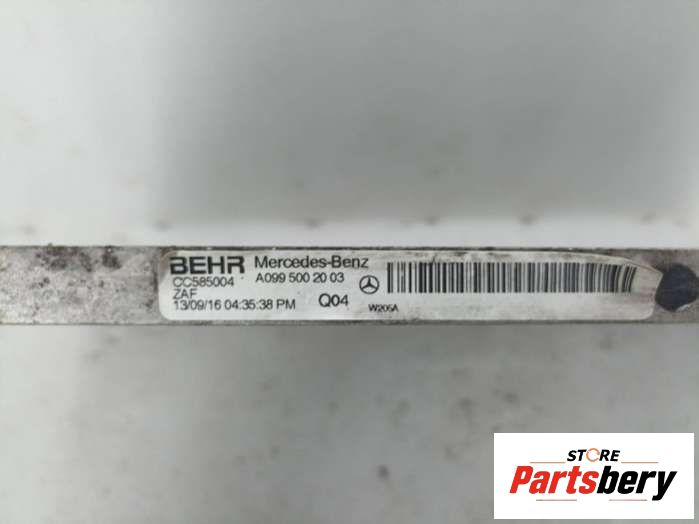 BEHR Mercedes-Benz
CC585004 A099 500 20 03
ZAF
13/09/16 04:35:38 PM Q04 W205A
STORE
Partsbery